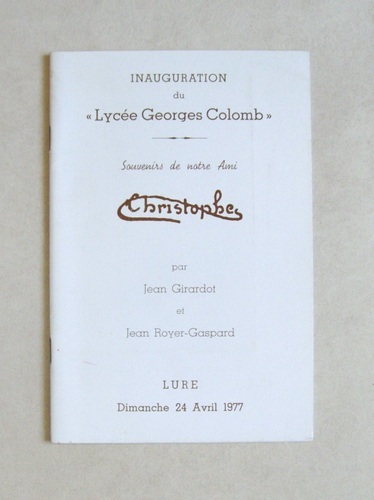 INAUGURATION
du
« Lycée Georges Colomb »
Souvenirs de notre Ami
Christophe
par
Jean Girardot
et
Jean Royer-Gaspard
LURE
Dimanche 24 Avril 1977